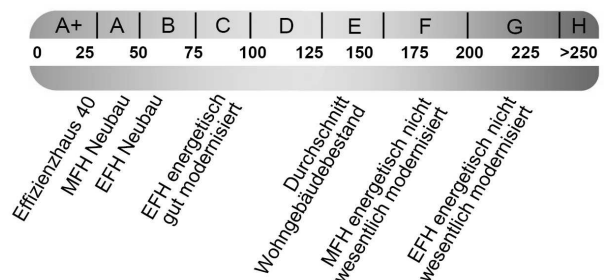 A+ A B C D E F G H
0 25 50 75 100 125 150 175 200 225 >250
Effizienzhaus 40
MFH Neubau
EFH Neubau
EFH energetisch
gut modernisiert
Durchschnitt
Wohngebäudebestand
MFH energetisch nicht
wesentlich modernisiert
EFH energetisch nicht
wesentlich modernisiert